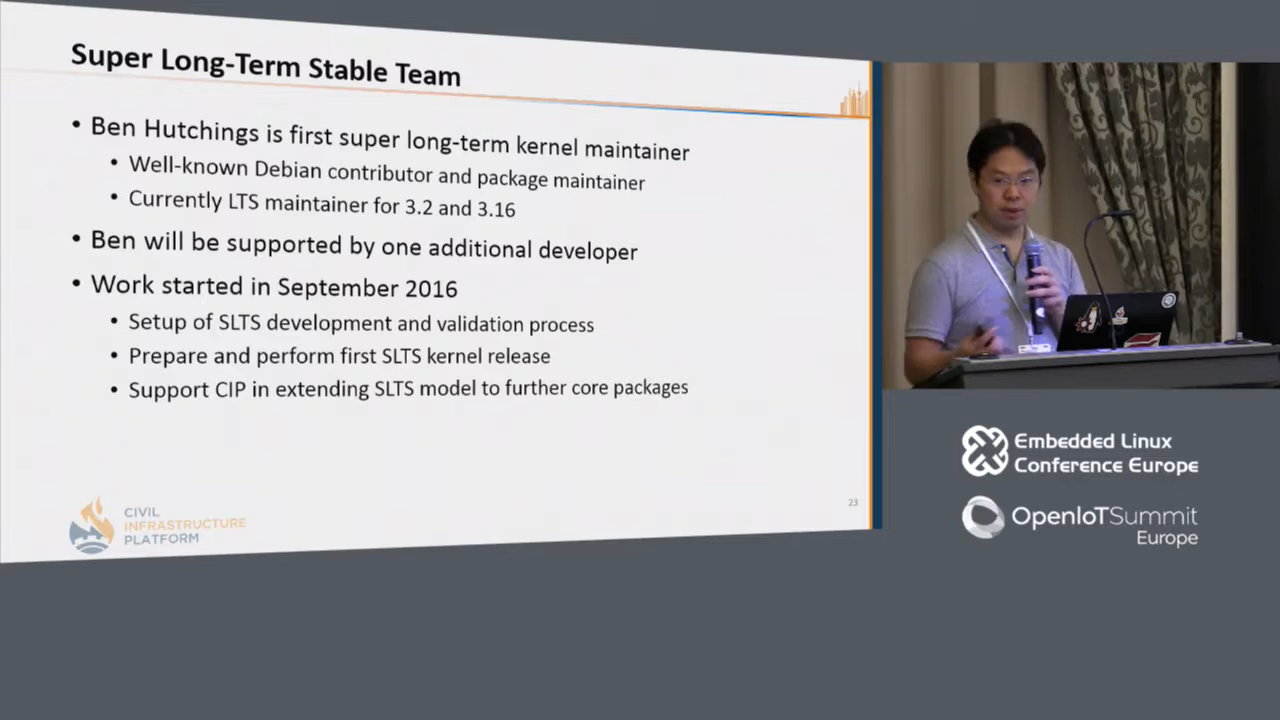 Super Long-Term Stable Team
• Ben Hutchings is first super long-term kernel maintainer
• Well-known Debian contributor and package maintainer
• Currently LTS maintainer for 3.2 and 3.16
• Ben will be supported by one additional developer
• Work started in September 2016
• Setup of SLTS development and validation process
• Prepare and perform first SLTS kernel release
• Support CIP in extending SLTS model to further core packages
CIVIL
INFRASTRUCTURE
PLATFORM
23
Embedded Linux
Conference Europe
OpenIoTSummit
Europe